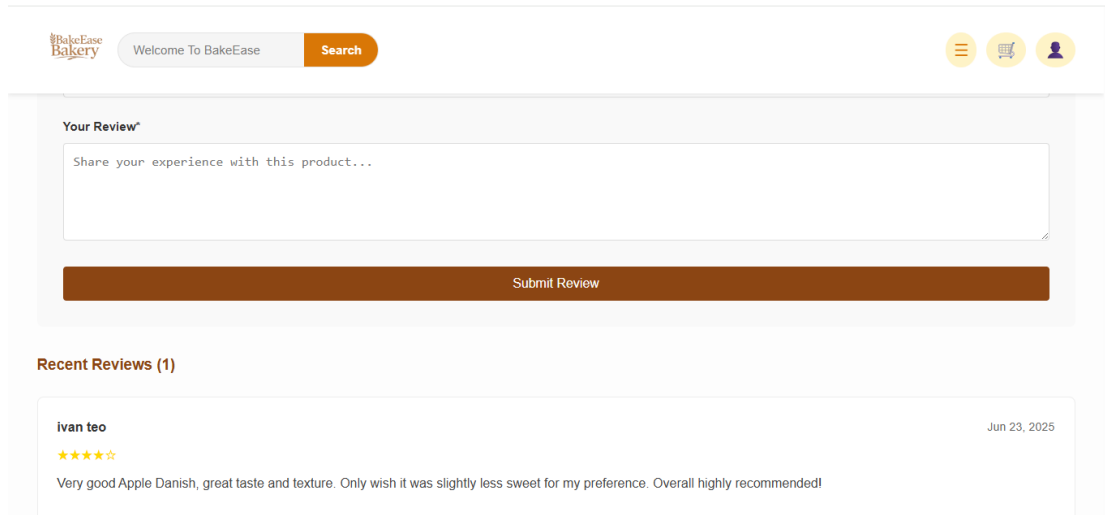 BakeEase
Bakery
Welcome To BakeEase
Search
Your Review*
Share your experience with this product...
Submit Review
Recent Reviews (1)
ivan teo
Jun 23, 2025
★★★★☆
Very good Apple Danish, great taste and texture. Only wish it was slightly less sweet for my preference. Overall highly recommended!